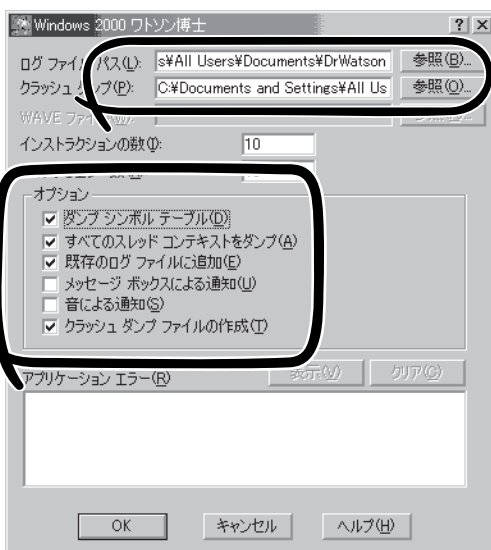 Windows 2000 ワトソン博士
ログ ファイル パス(L): s¥All Users¥Documents¥DrWatson 参照(B)...
クラッシュ ダンプ(P): C:¥Documents and Settings¥All Us 参照(O)...
WAVE
インストラクションの数(I): 10
オプション
ダンプ シンボル テーブル(D)
すべてのスレッド コンテキストをダンプ(A)
既存のログ ファイルに追加(E)
メッセージ ボックスによる通知(U)
音による通知(S)
クラッシュ ダンプ ファイルの作成(T)
アプリケーション エラー(R) 表示(V) クリア(C)
OK キャンセル ヘルプ(H)